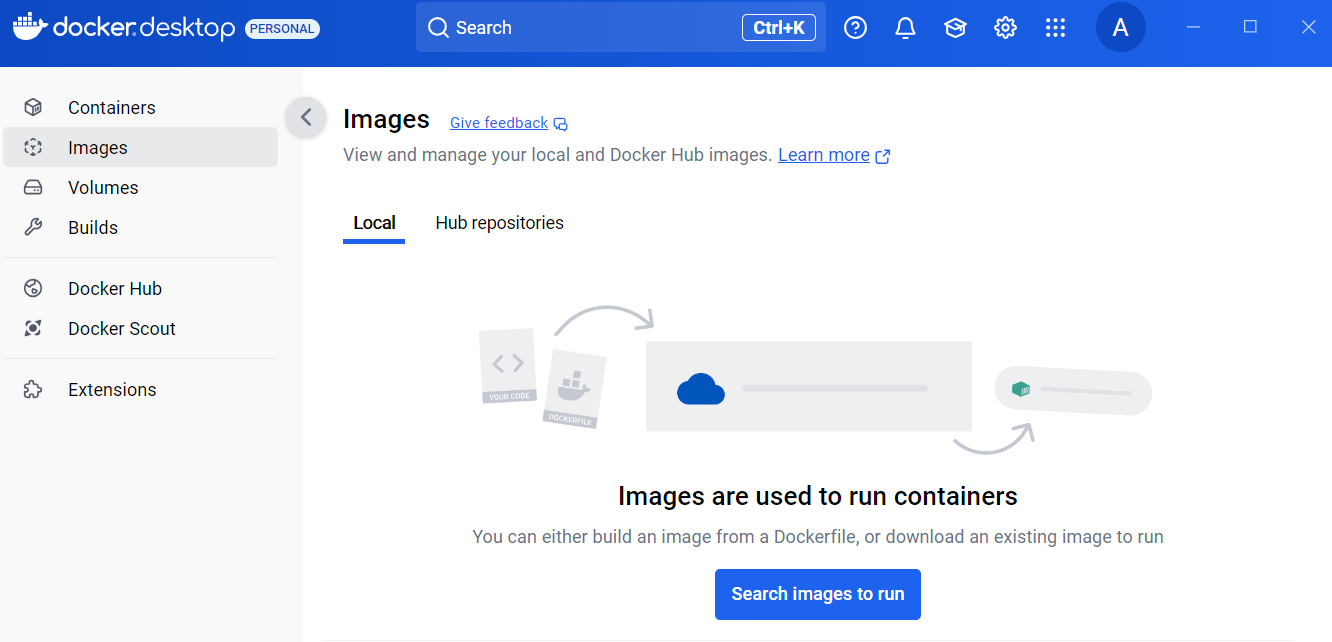 docker.desktop PERSONAL Search Ctrl+K A
Containers
Images
Volumes
Builds
Docker Hub
Docker Scout
Extensions
Images Give feedback
View and manage your local and Docker Hub images. Learn more
Local Hub repositories
YOUR CODE
DOCKERFILE
Images are used to run containers
You can either build an image from a Dockerfile, or download an existing image to run
Search images to run